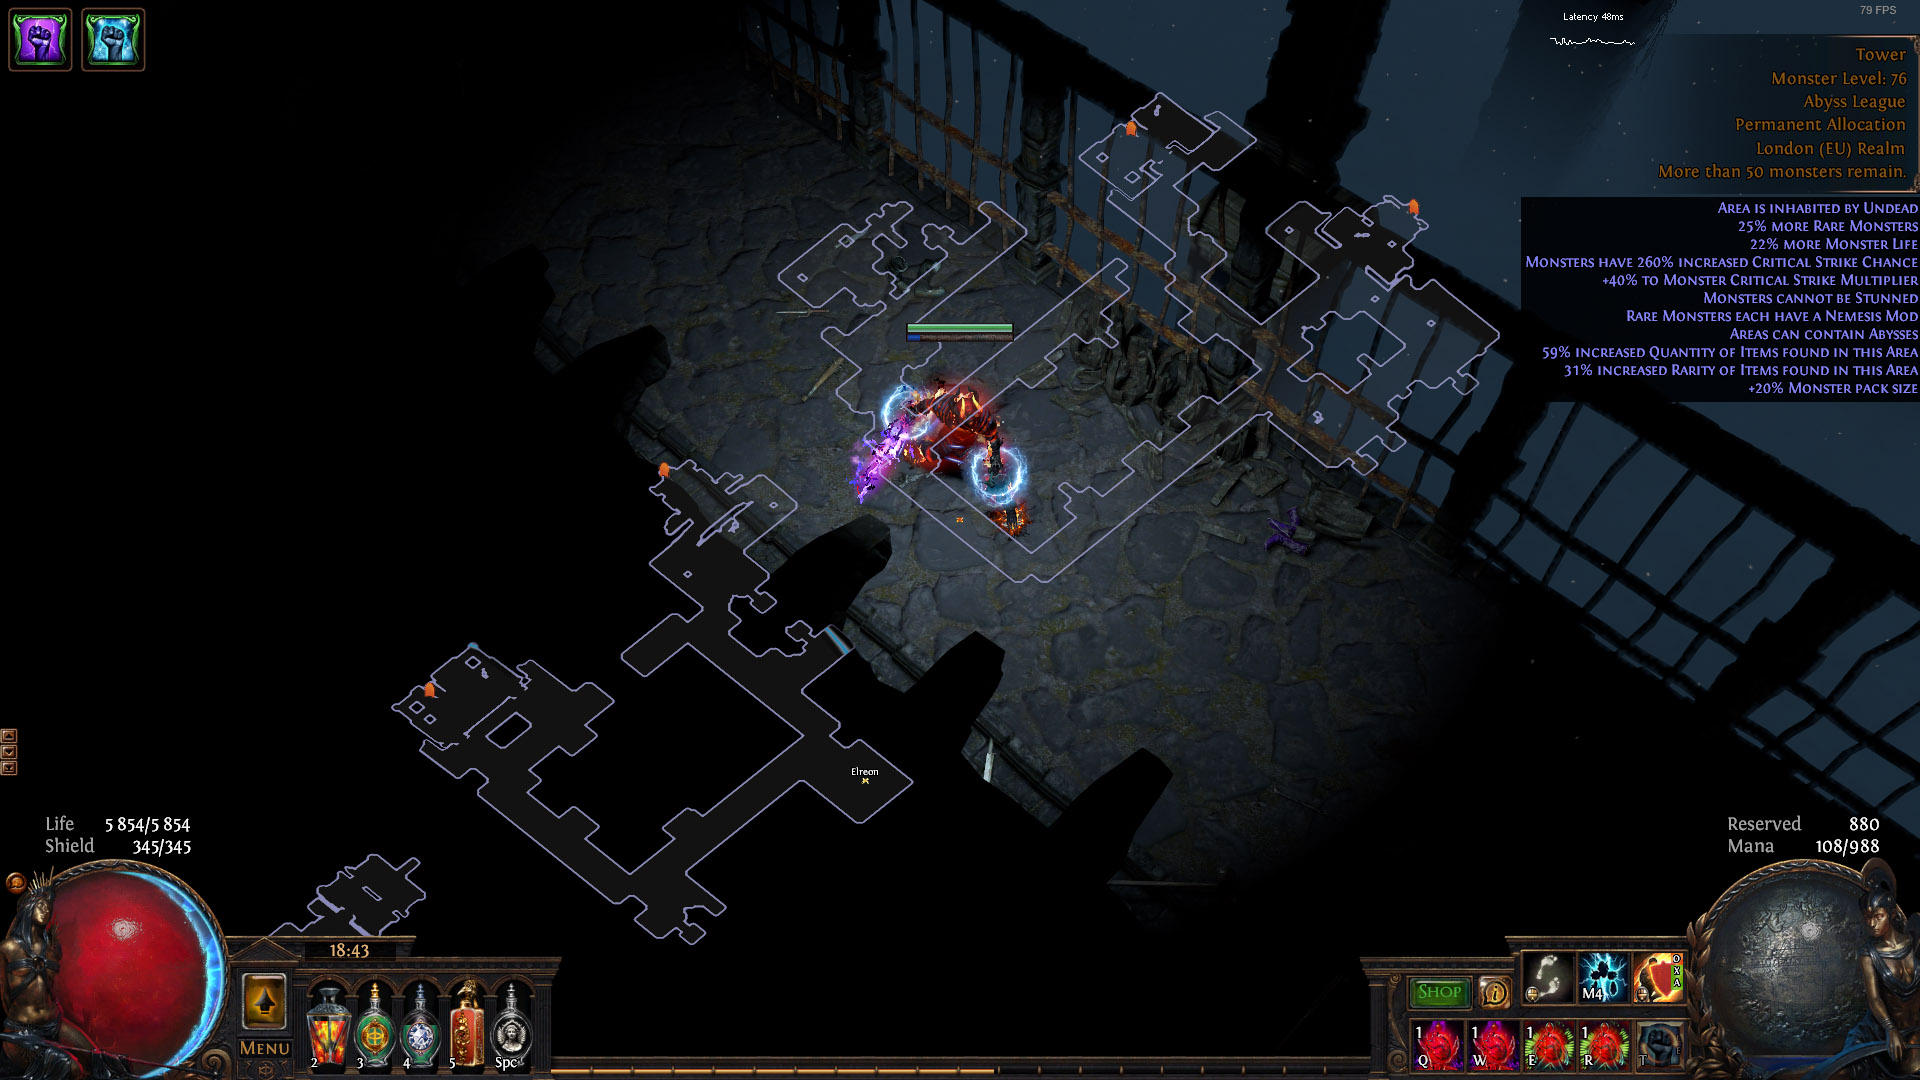 Latency 48ms
79 FPS
Tower
Monster Level: 76
Abyss League
Permanent Allocation
London (EU) Realm
More than 50 monsters remain.
Area is inhabited by Undead
25% more Rare Monsters
22% more Monster Life
Monsters have 260% increased Critical Strike Chance
+40% to Monster Critical Strike Multiplier
Monsters cannot be Stunned
Rare Monsters each have a Nemesis Mod
Areas can contain Abysses
59% increased Quantity of Items found in this Area
31% increased Rarity of Items found in this Area
+20% Monster pack size
Elreon
Life 5 854/5 854
Shield 345/345
Reserved 880
Mana 108/988
18:43
Menu
2 3 4 5 Spc
Shop
M4
O
X
A
1 1 1 1
Q W E R T